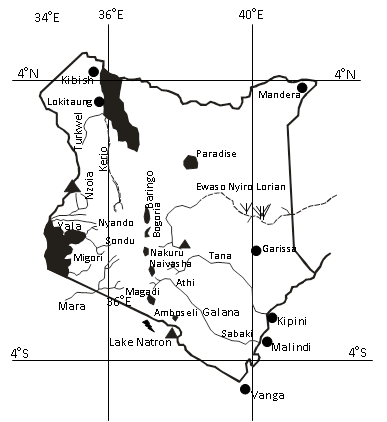 34°E
36°E
40°E
4°N
4°N
Kibish
Lokitaung
Mandera
Turkwel
Kerio
Paradise
Nzoia
Baringo
Ewaso Nyiro Lorian
Bogoria
Yala
Nyando
Sondu
Nakuru
Garissa
Migori
Naivasha
Tana
Magadi
Athi
36°E
Mara
Amboseli
Galana
Kipini
Lake Natron
Sabaki
Malindi
4°S
4°S
Vanga